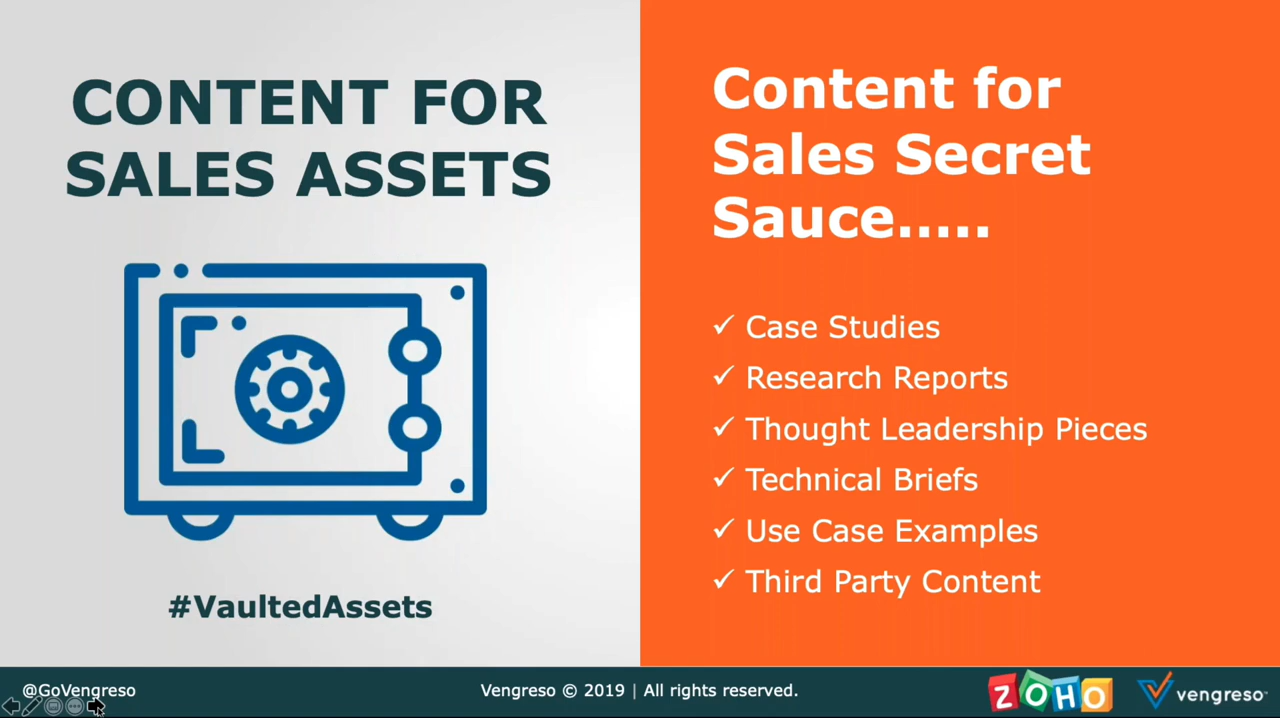 CONTENT FOR
SALES ASSETS
#VaultedAssets
Content for
Sales Secret
Sauce.....
✓ Case Studies
✓ Research Reports
✓ Thought Leadership Pieces
✓ Technical Briefs
✓ Use Case Examples
✓ Third Party Content
@GoVengreso
Vengreso © 2019 | All rights reserved.
ZOHO
vengreso™